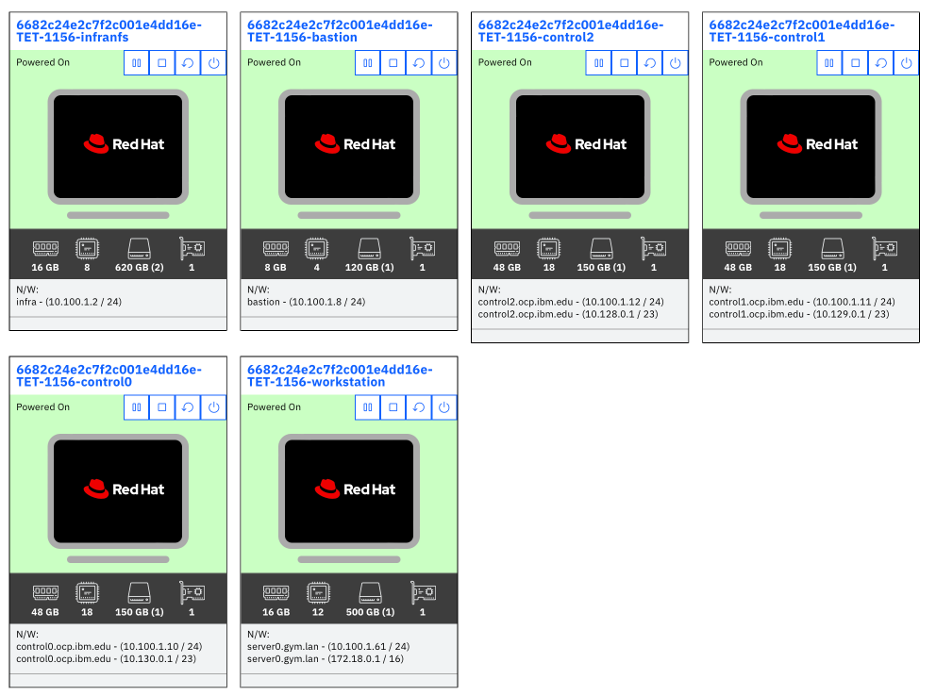 6682c24e2c7f2c001e4dd16e-
TET-1156-infranfs
Powered On
Red Hat
16 GB 8 620 GB (2) 1
N/W:
infra - (10.100.1.2 / 24)
6682c24e2c7f2c001e4dd16e-
TET-1156-bastion
Powered On
Red Hat
8 GB 4 120 GB (1) 1
N/W:
bastion - (10.100.1.8 / 24)
6682c24e2c7f2c001e4dd16e-
TET-1156-control2
Powered On
Red Hat
48 GB 18 150 GB (1) 1
N/W:
control2.ocp.ibm.edu - (10.100.1.12 / 24)
control2.ocp.ibm.edu - (10.128.0.1 / 23)
6682c24e2c7f2c001e4dd16e-
TET-1156-control1
Powered On
Red Hat
48 GB 18 150 GB (1) 1
N/W:
control1.ocp.ibm.edu - (10.100.1.11 / 24)
control1.ocp.ibm.edu - (10.129.0.1 / 23)
6682c24e2c7f2c001e4dd16e-
TET-1156-control0
Powered On
Red Hat
48 GB 18 150 GB (1) 1
N/W:
control0.ocp.ibm.edu - (10.100.1.10 / 24)
control0.ocp.ibm.edu - (10.130.0.1 / 23)
6682c24e2c7f2c001e4dd16e-
TET-1156-workstation
Powered On
Red Hat
16 GB 12 500 GB (1) 1
N/W:
server0.gym.lan - (10.100.1.61 / 24)
server0.gym.lan - (172.18.0.1 / 16)